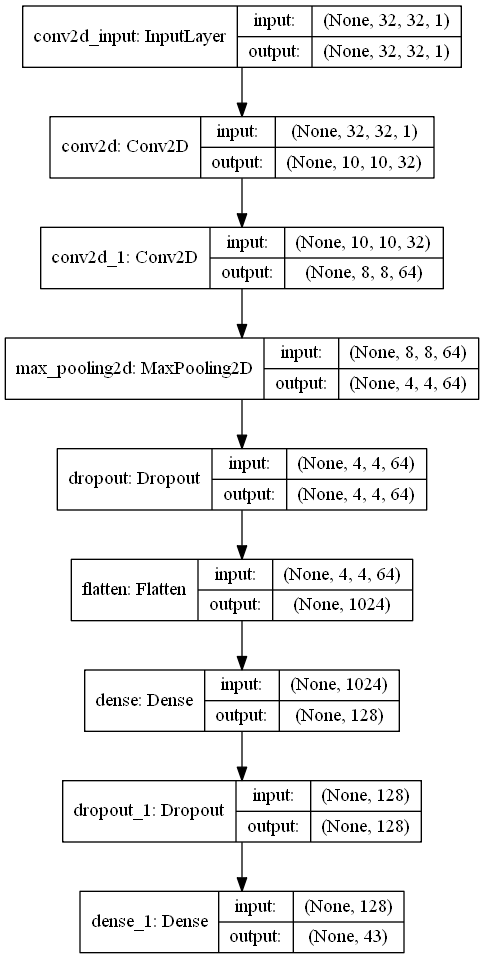 conv2d_input: InputLayer
input: (None, 32, 32, 1)
output: (None, 32, 32, 1)
conv2d: Conv2D
input: (None, 32, 32, 1)
output: (None, 10, 10, 32)
conv2d_1: Conv2D
input: (None, 10, 10, 32)
output: (None, 8, 8, 64)
max_pooling2d: MaxPooling2D
input: (None, 8, 8, 64)
output: (None, 4, 4, 64)
dropout: Dropout
input: (None, 4, 4, 64)
output: (None, 4, 4, 64)
flatten: Flatten
input: (None, 4, 4, 64)
output: (None, 1024)
dense: Dense
input: (None, 1024)
output: (None, 128)
dropout_1: Dropout
input: (None, 128)
output: (None, 128)
dense_1: Dense
input: (None, 128)
output: (None, 43)